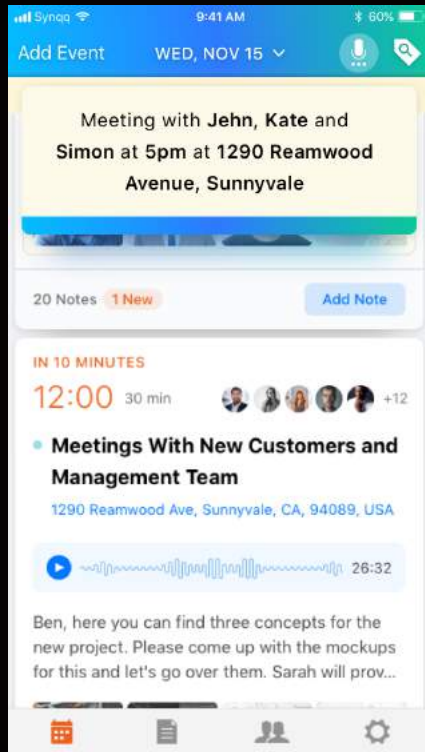 Synqq 9:41 AM 60%
Add Event WED, NOV 15
Meeting with Jehn, Kate and
Simon at 5pm at 1290 Reamwood
Avenue, Sunnyvale
20 Notes 1 New Add Note
IN 10 MINUTES
12:00 30 min +12
Meetings With New Customers and
Management Team
1290 Reamwood Ave, Sunnyvale, CA, 94089, USA
26:32
Ben, here you can find three concepts for the
new project. Please come up with the mockups
for this and let's go over them. Sarah will prov...